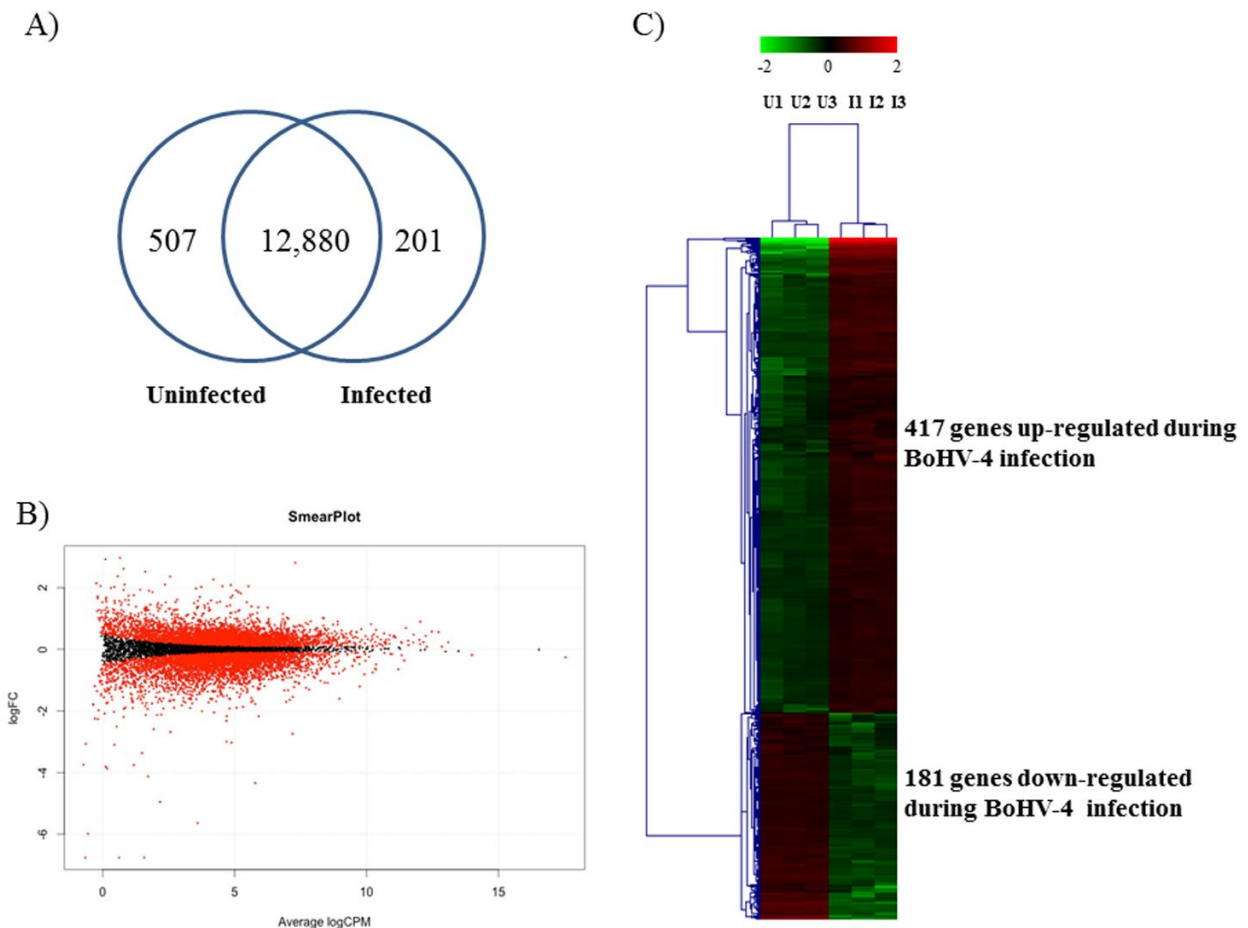 A)
507
12,880
201
Uninfected
Infected
B)
SmearPlot
2
0
-2
-4
-6
logFC
0
5
10
15
Average logCPM
C)
-2
0
2
U1 U2 U3 I1 I2 I3
417 genes up-regulated during
BoHV-4 infection
181 genes down-regulated
during BoHV-4 infection